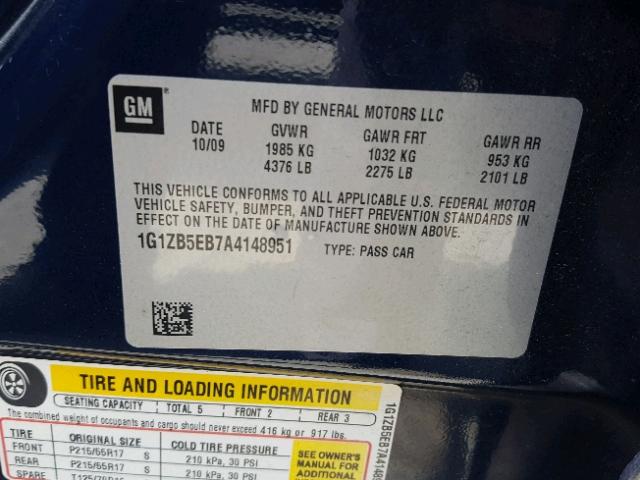 GM
MFD BY GENERAL MOTORS LLC
DATE GVWR GAWR FRT GAWR RR
10/09 1985 KG 1032 KG 953 KG
4376 LB 2275 LB 2101 LB
THIS VEHICLE CONFORMS TO ALL APPLICABLE U.S. FEDERAL MOTOR
VEHICLE SAFETY, BUMPER, AND THEFT PREVENTION STANDARDS IN
EFFECT ON THE DATE OF MANUFACTURE SHOWN ABOVE.
1G1ZB5EB7A4148951 TYPE: PASS CAR
TIRE AND LOADING INFORMATION
SEATING CAPACITY TOTAL 5 FRONT 2 REAR 3
The combined weight of occupants and cargo should never exceed 416 kg or 917 lbs.
TIRE ORIGINAL SIZE COLD TIRE PRESSURE
FRONT P215/55R17 S 210 kPa, 30 PSI
REAR P215/55R17 S 210 kPa, 30 PSI
SPARE
SEE OWNER'S
MANUAL FOR
ADDITIONAL
1G1ZB5EB7A4148